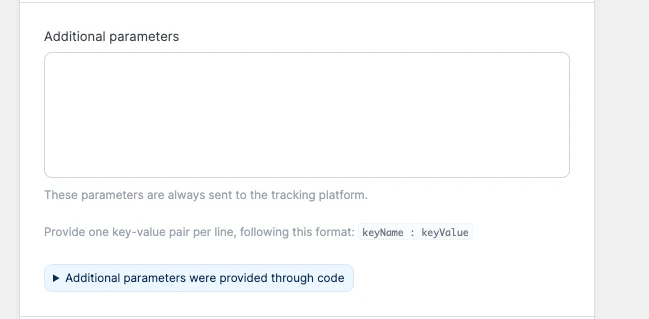 Additional parameters
These parameters are always sent to the tracking platform.
Provide one key-value pair per line, following this format: keyName : keyValue
Additional parameters were provided through code